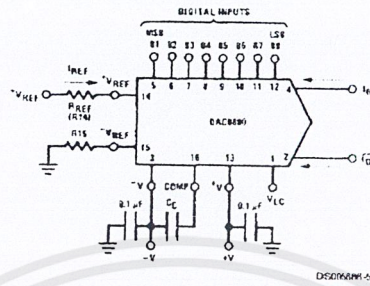 DIGITAL INPUTS
MSB LSB
B1 B2 B3 B4 B5 B6 B7 B8
5 6 7 8 9 10 11 12
IREF
+VREF +VREF
14 4
RREF
(R14)
R15 -VREF
15 2
3 16 13 1
-V COMP +V
VLC
0.1 µF CC 0.1 µF
-V +V